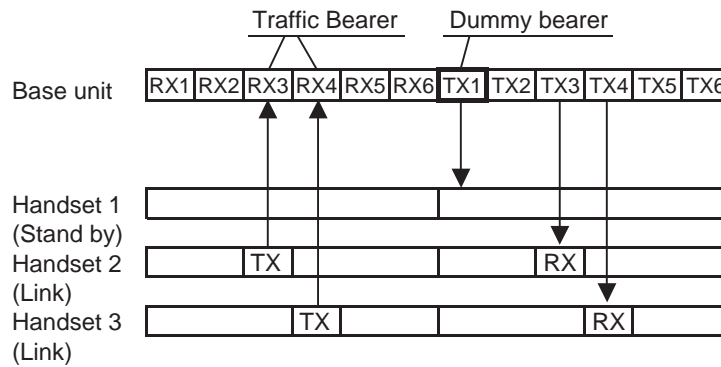 Traffic Bearer Dummy bearer
Base unit RX1 RX2 RX3 RX4 RX5 RX6 TX1 TX2 TX3 TX4 TX5 TX6
Handset 1
(Stand by)
Handset 2 TX RX
(Link)
Handset 3 TX RX
(Link)